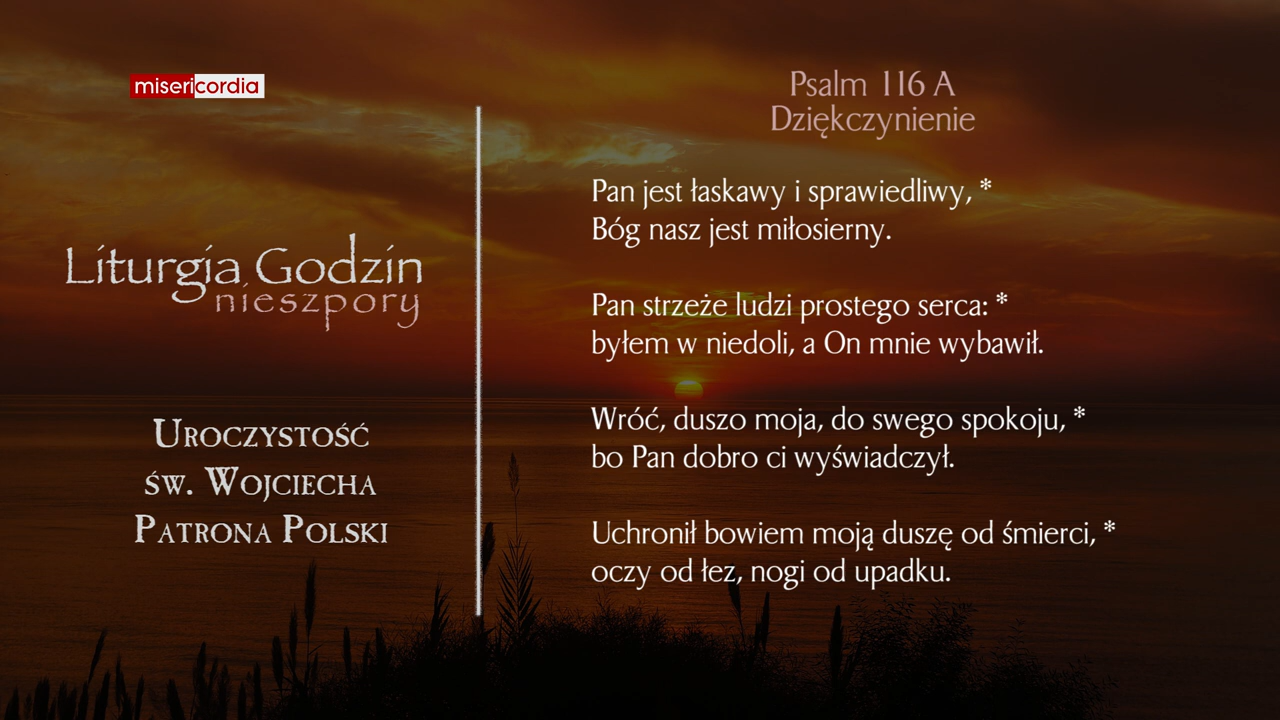 misericordia
Liturgia Godzin
nieszpory
Uroczystość
św. Wojciecha
Patrona Polski
Psalm 116 A
Dziękczynienie
Pan jest łaskawy i sprawiedliwy, *
Bóg nasz jest miłosierny.
Pan strzeże ludzi prostego serca: *
byłem w niedoli, a On mnie wybawił.
Wróć, duszo moja, do swego spokoju, *
bo Pan dobro ci wyświadczył.
Uchronił bowiem moją duszę od śmierci, *
oczy od łez, nogi od upadku.